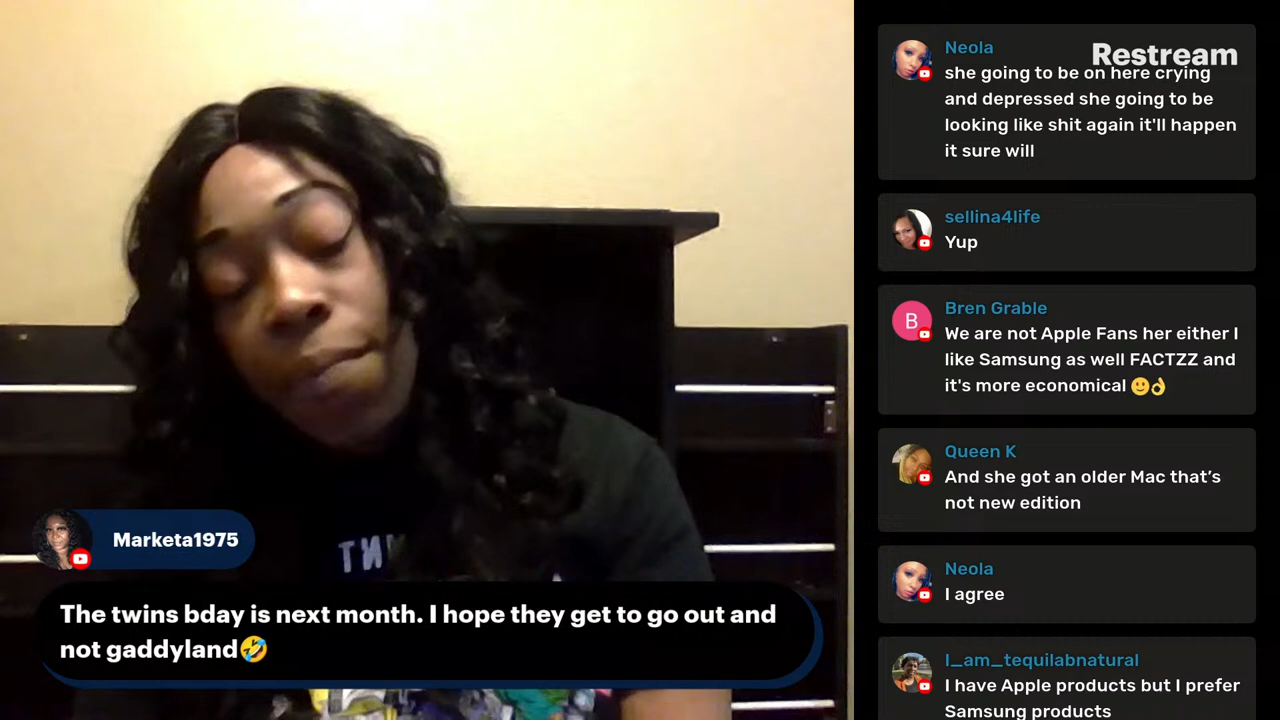 Restream
Neola
she going to be on here crying
and depressed she going to be
looking like shit again it'll happen
it sure will
sellina4life
Yup
B
Bren Grable
We are not Apple Fans her either I
like Samsung as well FACTZZ and
it's more economical 🙂👌
Queen K
And she got an older Mac that’s
not new edition
Neola
I agree
I_am_tequilabnatural
I have Apple products but I prefer
Samsung products
Marketa1975
The twins bday is next month. I hope they get to go out and
not gaddyland🤣